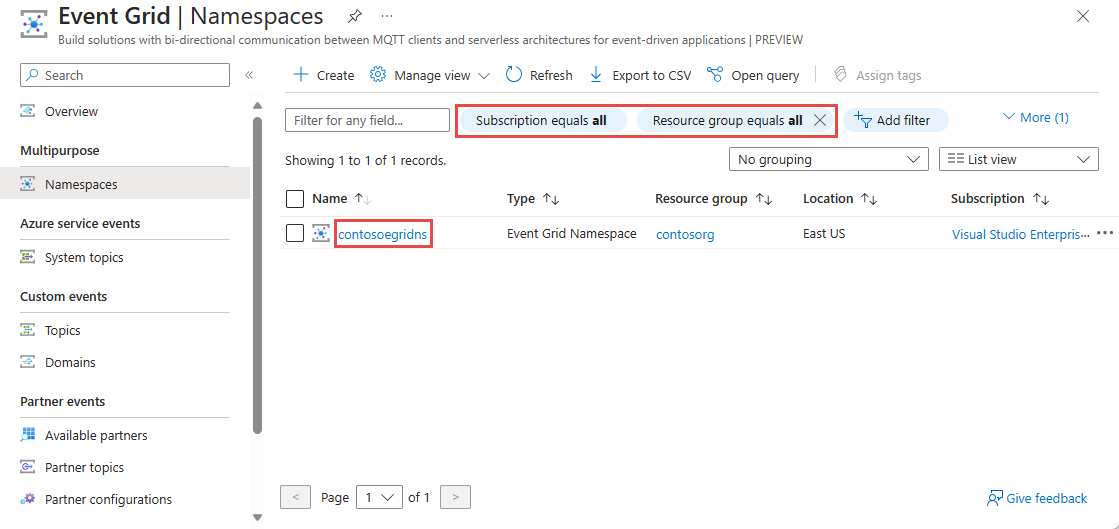 Event Grid | Namespaces ...
Build solutions with bi-directional communication between MQTT clients and serverless architectures for event-driven applications | PREVIEW
Search
«
Overview
Multipurpose
Namespaces
Azure service events
System topics
Custom events
Topics
Domains
Partner events
Available partners
Partner topics
Partner configurations
Create Manage view Refresh Export to CSV Open query Assign tags
Filter for any field... Subscription equals all Resource group equals all Add filter More (1)
Showing 1 to 1 of 1 records. No grouping List view
Name Type Resource group Location Subscription
contosoegridns Event Grid Namespace contosorg East US Visual Studio Enterpris... ...
< Page 1 of 1 > Give feedback